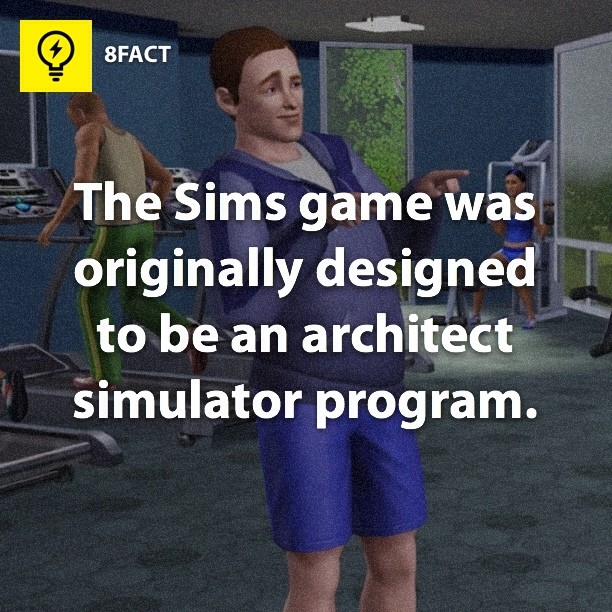 8FACT
The Sims game was
originally designed
to be an architect
simulator program.